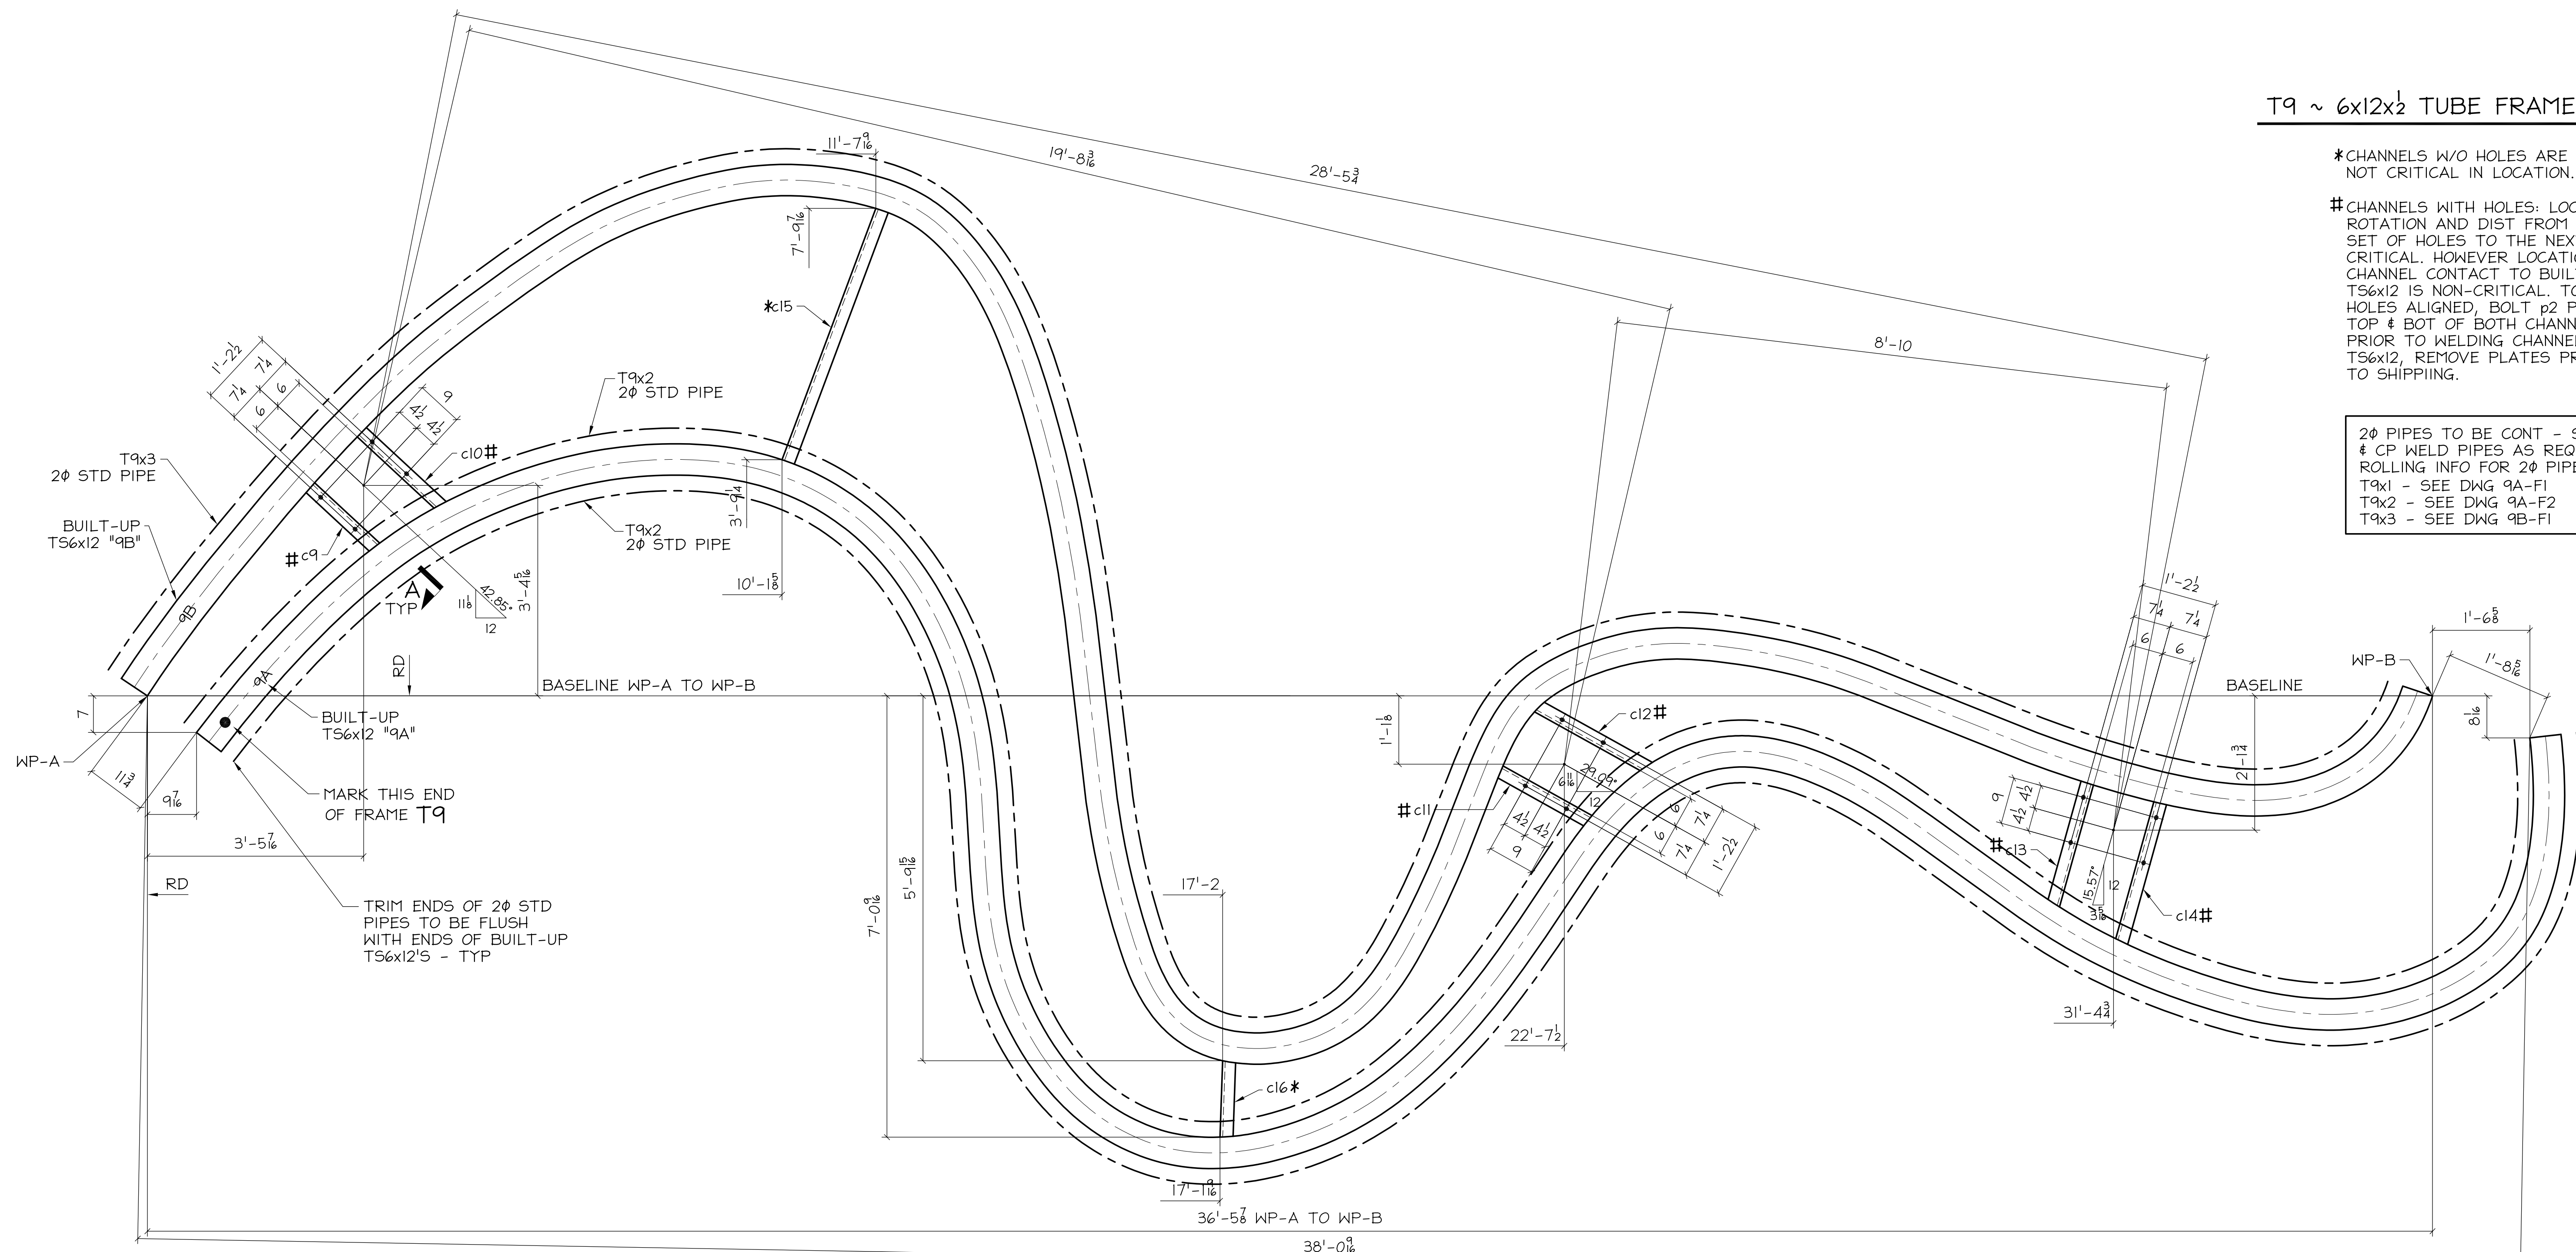 T9 ~ 6x12x1/2 TUBE FRAME
*CHANNELS W/O HOLES ARE
NOT CRITICAL IN LOCATION.
#CHANNELS WITH HOLES: LOC
ROTATION AND DIST FROM
SET OF HOLES TO THE NEX
CRITICAL. HOWEVER LOCATIO
CHANNEL CONTACT TO BUIL
TS6x12 IS NON-CRITICAL. TO
HOLES ALIGNED, BOLT p2 P
TOP & BOT OF BOTH CHANN
PRIOR TO WELDING CHANNEL
TS6x12, REMOVE PLATES PR
TO SHIPPIING.
2ϕ PIPES TO BE CONT - S
& CP WELD PIPES AS REQ
ROLLING INFO FOR 2ϕ PIPE
T9x1 - SEE DWG 9A-F1
T9x2 - SEE DWG 9A-F2
T9x3 - SEE DWG 9B-F1
19'-8 3/16
28'-5 3/4
11'-7 9/16
7'-9 7/16
*c15
8'-10
1'-2 1/2
7 1/4
7 1/4
6
6
9
4 1/2
4 1/2
c10#
T9x2
2ϕ STD PIPE
T9x3
2ϕ STD PIPE
BUILT-UP
TS6x12 "9B"
#c9
T9x2
2ϕ STD PIPE
3'-9 1/4
10'-1 5/8
A
TYP
42.85°
11 1/8
12
3'-4 5/16
9B
9A
RD
BASELINE WP-A TO WP-B
BUILT-UP
TS6x12 "9A"
7
WP-A
11 3/4
9 7/16
MARK THIS END
OF FRAME T9
3'-5 7/16
RD
TRIM ENDS OF 2ϕ STD
PIPES TO BE FLUSH
WITH ENDS OF BUILT-UP
TS6x12'S - TYP
7'-0 9/16
5'-9 15/16
17'-2
c16*
17'-1 9/16
1'-1 1/8
c12#
29.09°
6 11/16
12
#c11
4 1/2
4 1/2
9
6
6
7 1/4
7 1/4
1'-2 1/2
22'-7 1/2
1'-2 1/2
7 1/4
7 1/4
6
6
9
4 1/2
4 1/2
#c13
15.57°
12
3 5/16
c14#
31'-4 3/4
BASELINE
2'-1 3/4
WP-B
1'-6 5/8
1'-8 5/16
8 1/16
36'-5 7/8 WP-A TO WP-B
38'-0 9/16